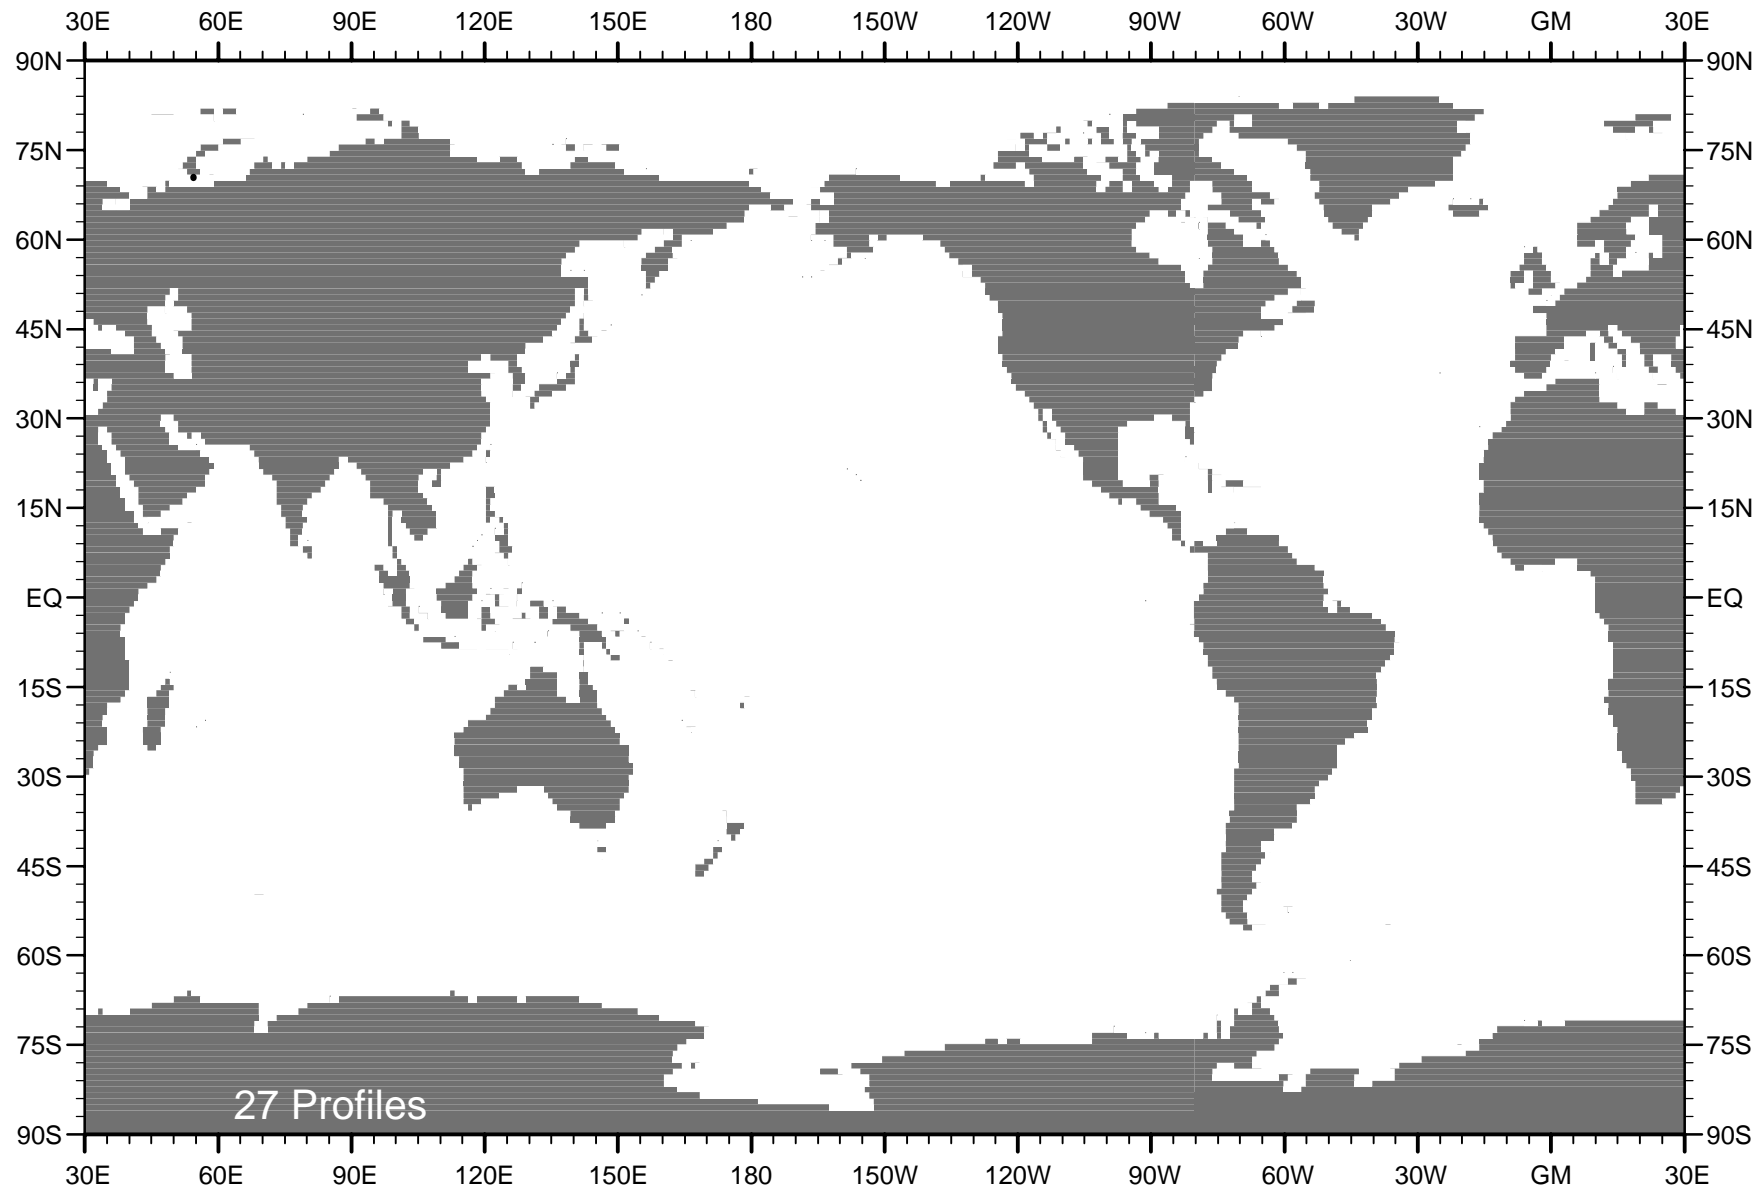 30E 60E 90E 120E 150E 180 150W 120W 90W 60W 30W GM 30E
90N 90N
75N 75N
60N 60N
45N 45N
30N 30N
15N 15N
EQ EQ
15S 15S
30S 30S
45S 45S
60S 60S
75S 75S
27 Profiles
90S 90S
30E 60E 90E 120E 150E 180 150W 120W 90W 60W 30W GM 30E